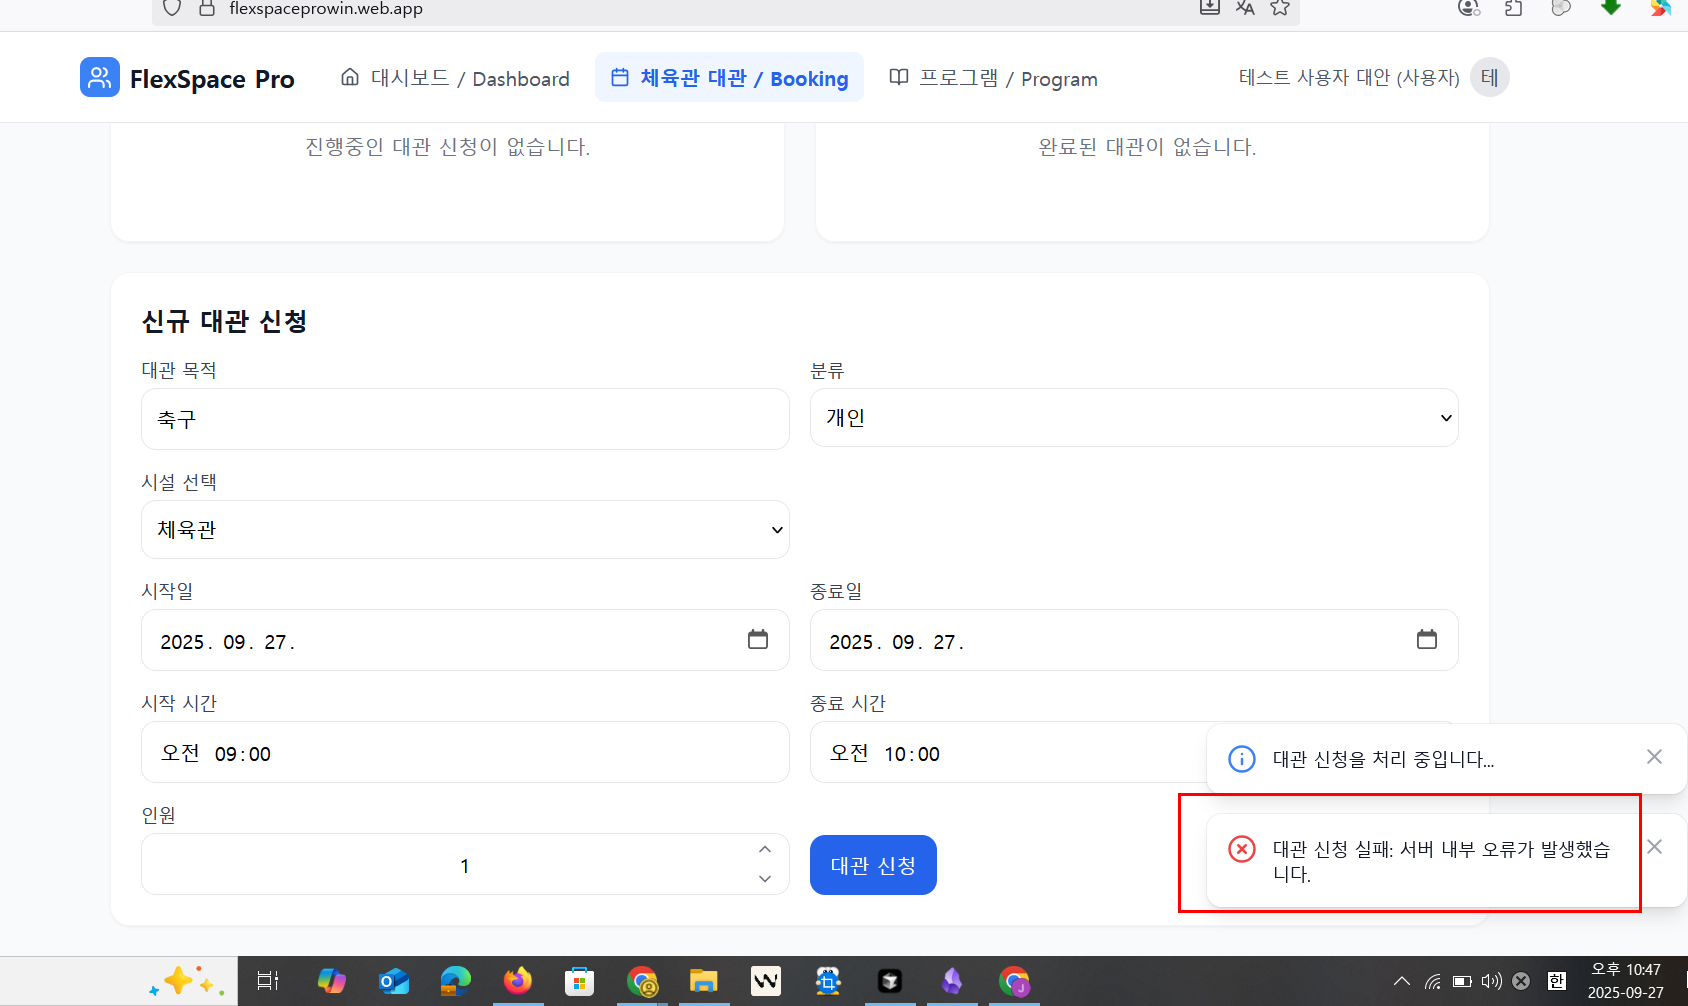 flexspaceprowin.web.app
FlexSpace Pro
대시보드 / Dashboard
체육관 대관 / Booking
프로그램 / Program
테스트 사용자 대안 (사용자)
테
진행중인 대관 신청이 없습니다.
완료된 대관이 없습니다.
신규 대관 신청
대관 목적
분류
축구
개인
시설 선택
체육관
시작일
종료일
2025. 09. 27.
2025. 09. 27.
시작 시간
종료 시간
오전 09:00
오전 10:00
대관 신청을 처리 중입니다...
인원
1
대관 신청
대관 신청 실패: 서버 내부 오류가 발생했습
니다.
한
오후 10:47
2025-09-27